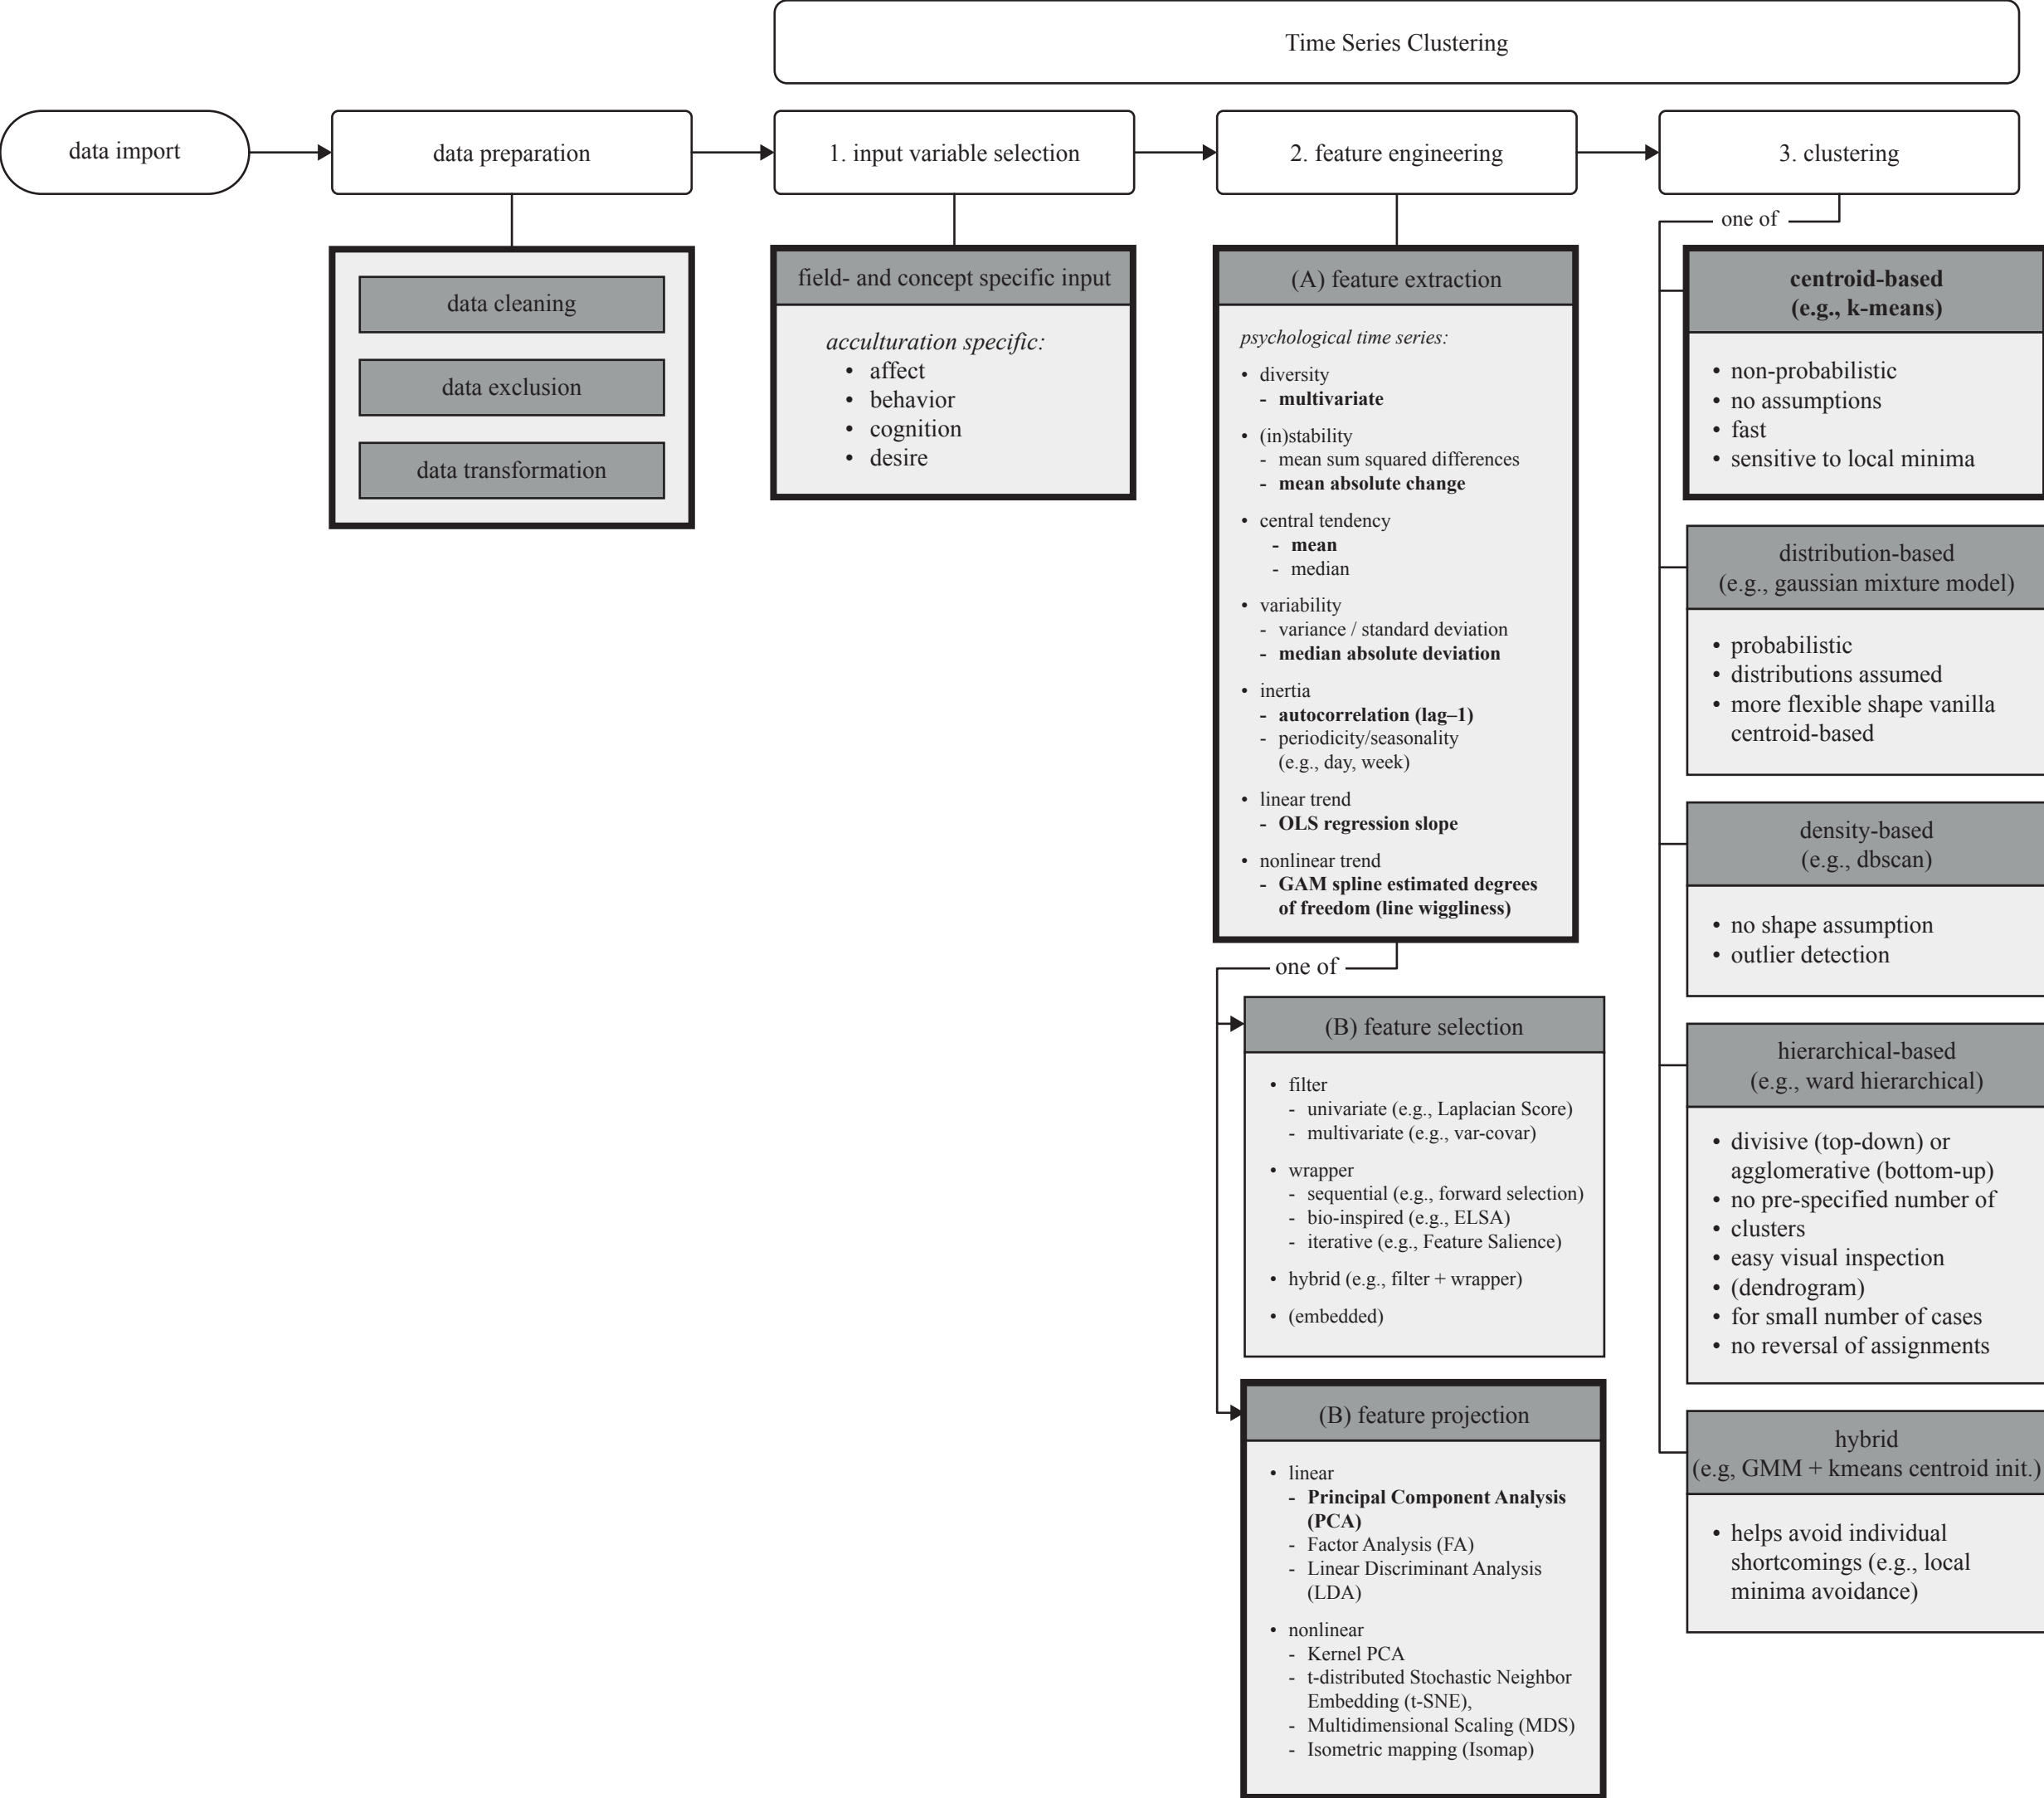 Time Series Clustering
data import
data preparation
1. input variable selection
2. feature engineering
3. clustering
data cleaning
data exclusion
data transformation
field- and concept specific input
acculturation specific:
• affect
• behavior
• cognition
• desire
(A) feature extraction
psychological time series:
• diversity
- multivariate
• (in)stability
- mean sum squared differences
- mean absolute change
• central tendency
- mean
- median
• variability
- variance / standard deviation
- median absolute deviation
• inertia
- autocorrelation (lag–1)
- periodicity/seasonality
(e.g., day, week)
• linear trend
- OLS regression slope
• nonlinear trend
- GAM spline estimated degrees
of freedom (line wiggliness)
one of
(B) feature selection
• filter
- univariate (e.g., Laplacian Score)
- multivariate (e.g., var-covar)
• wrapper
- sequential (e.g., forward selection)
- bio-inspired (e.g., ELSA)
- iterative (e.g., Feature Salience)
• hybrid (e.g., filter + wrapper)
• (embedded)
(B) feature projection
• linear
- Principal Component Analysis
(PCA)
- Factor Analysis (FA)
- Linear Discriminant Analysis
(LDA)
• nonlinear
- Kernel PCA
- t-distributed Stochastic Neighbor
Embedding (t-SNE),
- Multidimensional Scaling (MDS)
- Isometric mapping (Isomap)
one of
centroid-based
(e.g., k-means)
• non-probabilistic
• no assumptions
• fast
• sensitive to local minima
distribution-based
(e.g., gaussian mixture model)
• probabilistic
• distributions assumed
• more flexible shape vanilla
centroid-based
density-based
(e.g., dbscan)
• no shape assumption
• outlier detection
hierarchical-based
(e.g., ward hierarchical)
• divisive (top-down) or
agglomerative (bottom-up)
• no pre-specified number of
• clusters
• easy visual inspection
• (dendrogram)
• for small number of cases
• no reversal of assignments
hybrid
(e.g, GMM + kmeans centroid init.)
• helps avoid individual
shortcomings (e.g., local
minima avoidance)